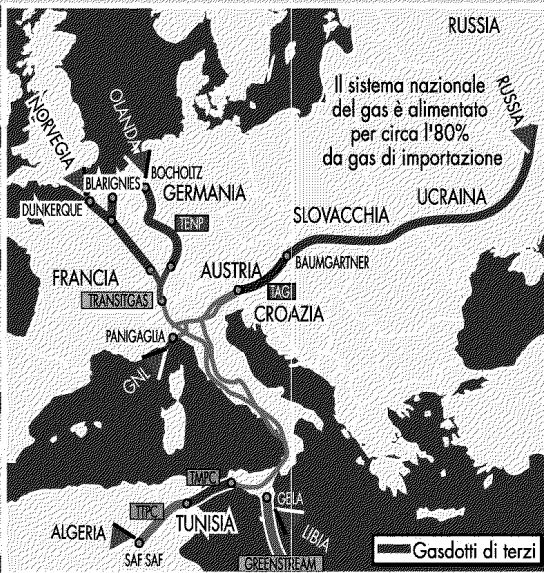 RUSSIA
Il sistema nazionale
del gas è alimentato
per circa l'80%
da gas di importazione
RUSSIA
NORVEGIA
OLANDA
BOCHOLTZ
BLARIGNIES
GERMANIA
DUNKERQUE
UCRAINA
SLOVACCHIA
TENP
BAUMGARTNER
AUSTRIA
FRANCIA
TAG
TRANSITGAS
CROAZIA
PANIGAGLIA
GNL
TMPC
GELA
TTPC
TUNISIA
ALGERIA
LIBIA
SAF SAF
GREENSTREAM
Gasdotti di terzi